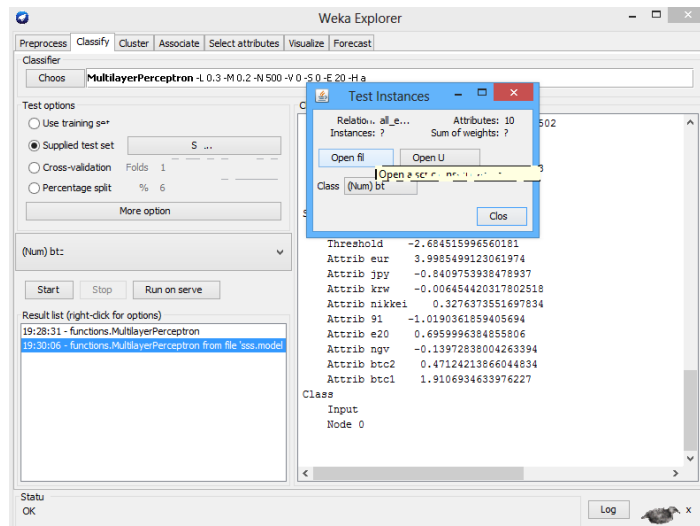 Weka Explorer
Preprocess Classify Cluster Associate Select attributes Visualize Forecast
Classifier
Choos MultilayerPerceptron -L 0.3 -M 0.2 -N 500 -V 0 -S 0 -E 20 -H a
Test options
Use training
Supplied test set S ...
Cross-validation Folds 1
Percentage split % 6
More option
(Num)
Start Stop Run on serve
Result list (right-click for options)
19:28:31 - functions.MultilayerPerceptron
19:30:06 - functions.MultilayerPerceptron from file 'sss.model
Test Instances
all_e... Attributes: 10
Instances: ? Sum of weights: ?
Open fil Open U
Open a
Class (Num) bt
Clos
502
Threshold -2.684515996560181
Attrib eur 3.9985499123061974
Attrib jpy -0.8409753938478937
Attrib krw -0.006454420317802518
Attrib nikkei 0.3276373551697834
Attrib 91 -1.0190361859405694
Attrib e20 0.6959996384855806
Attrib ngv -0.13972838004263394
Attrib btc2 0.47124213866044834
Attrib btc1 1.9106934633976227
Class
Input
Node 0
Statu
OK
Log x